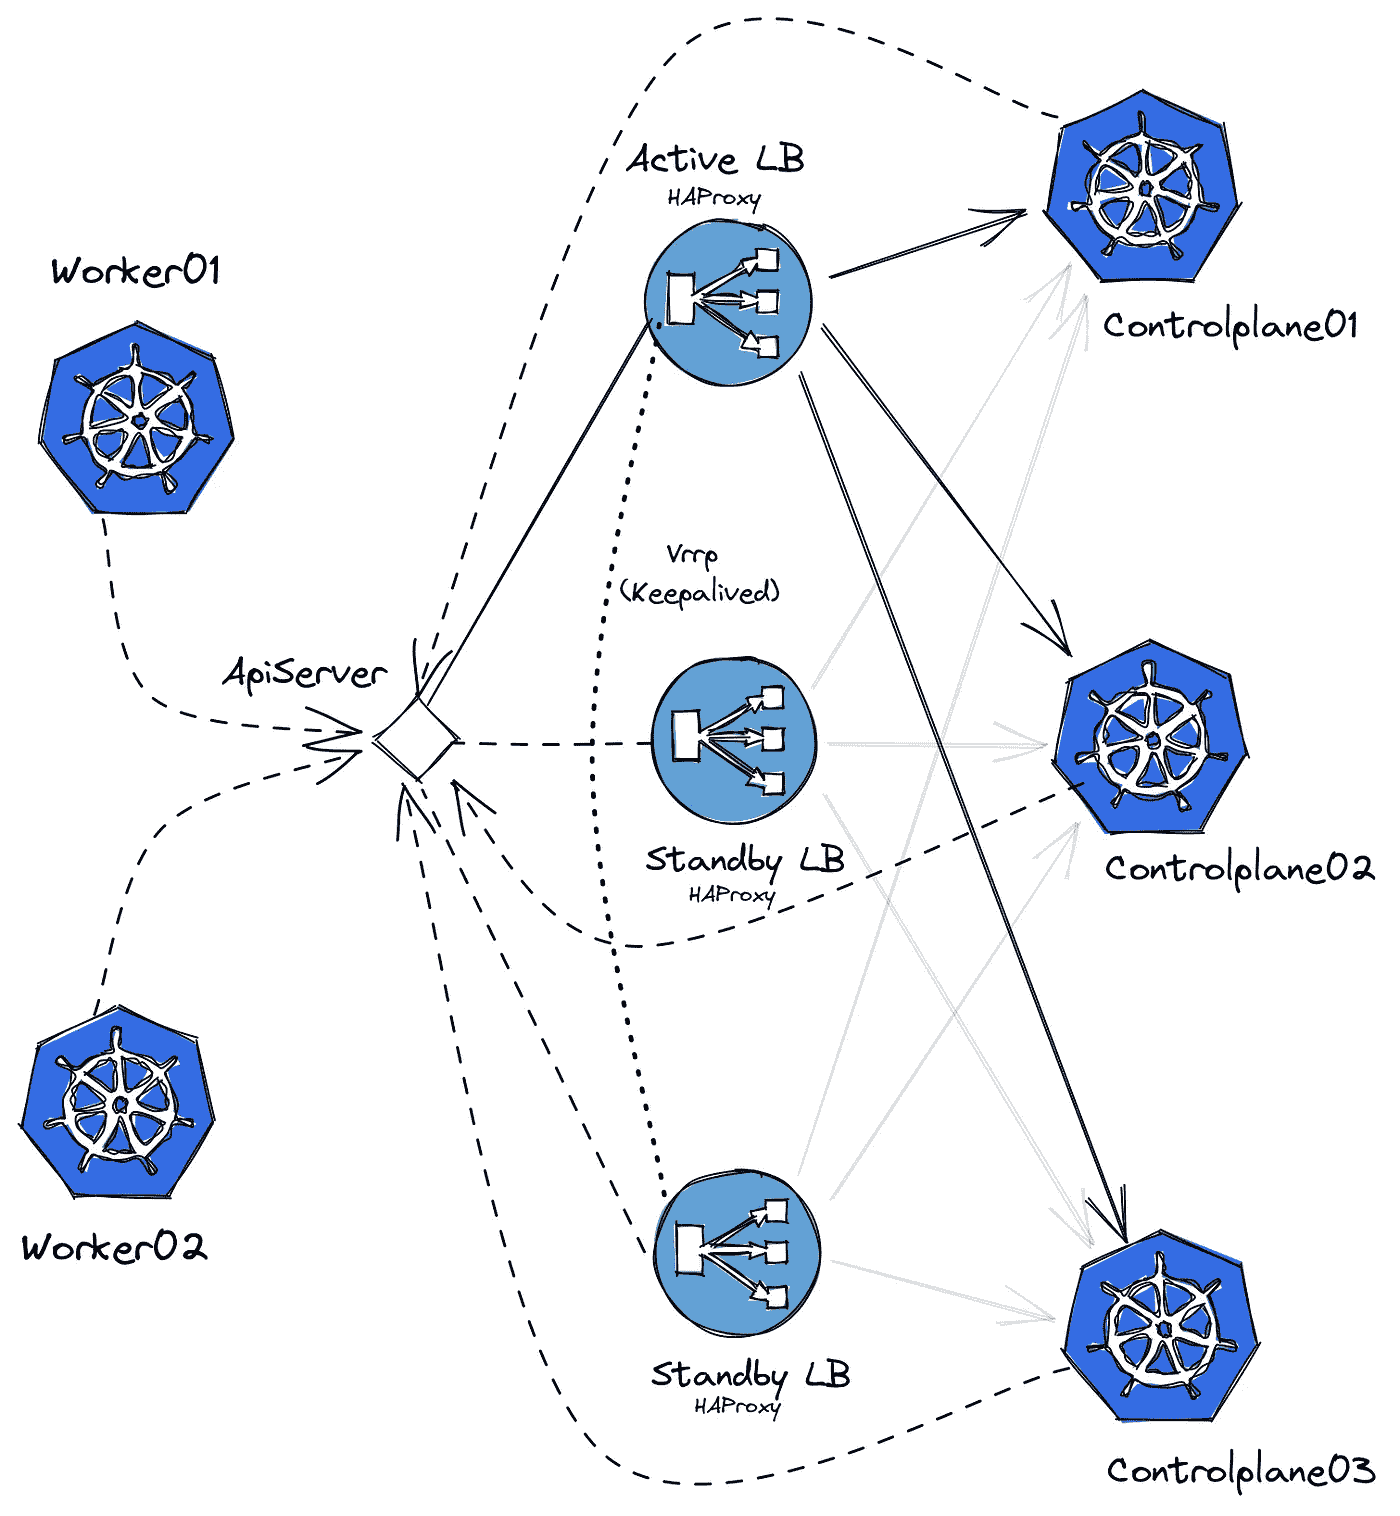 Active LB
HAProxy
Worker01
Controlplane01
Vrrp
(Keepalived)
ApiServer
Standby LB
HAProxy
Controlplane02
Worker02
Standby LB
HAProxy
Controlplane03